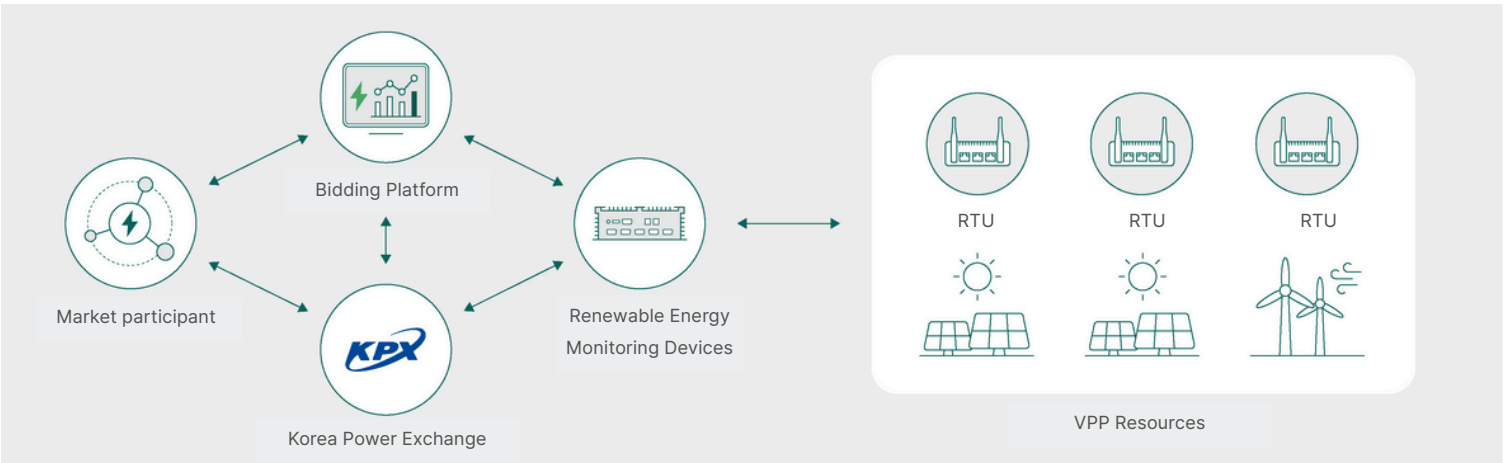 Bidding Platform
Market participant
KPX
Korea Power Exchange
Renewable Energy
Monitoring Devices
RTU
RTU
RTU
VPP Resources